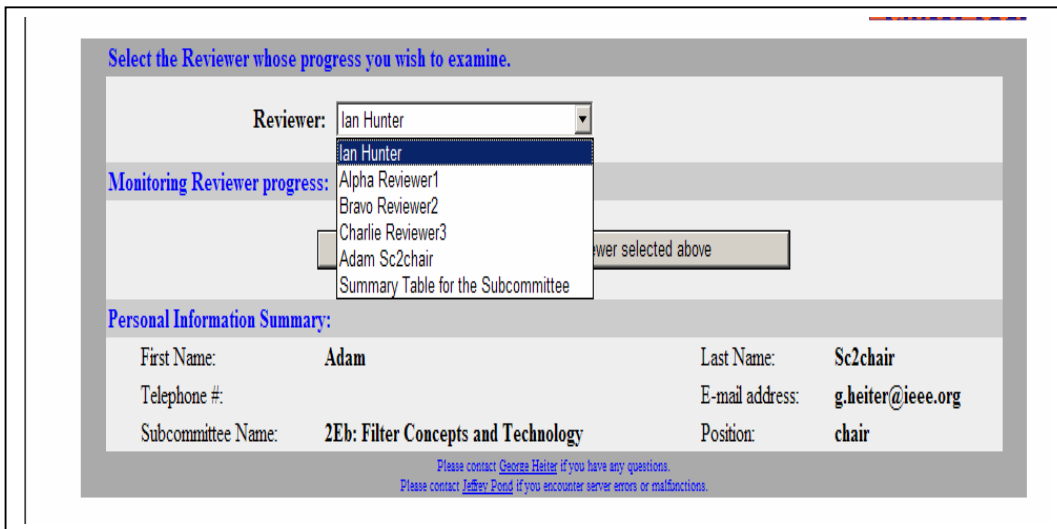 Select the Reviewer whose progress you wish to examine.
Reviewer: Ian Hunter
Ian Hunter
Alpha Reviewer1
Bravo Reviewer2
Charlie Reviewer3
Adam Sc2chair
Summary Table for the Subcommittee
Monitoring Reviewer progress:
selected above
Personal Information Summary:
First Name: Adam Last Name: Sc2chair
Telephone #: E-mail address: g.heiter@ieee.org
Subcommittee Name: 2Eb: Filter Concepts and Technology Position: chair
Please contact George Heiter if you have any questions.
Please contact Jeffrey Pond if you encounter server errors or malfunctions.